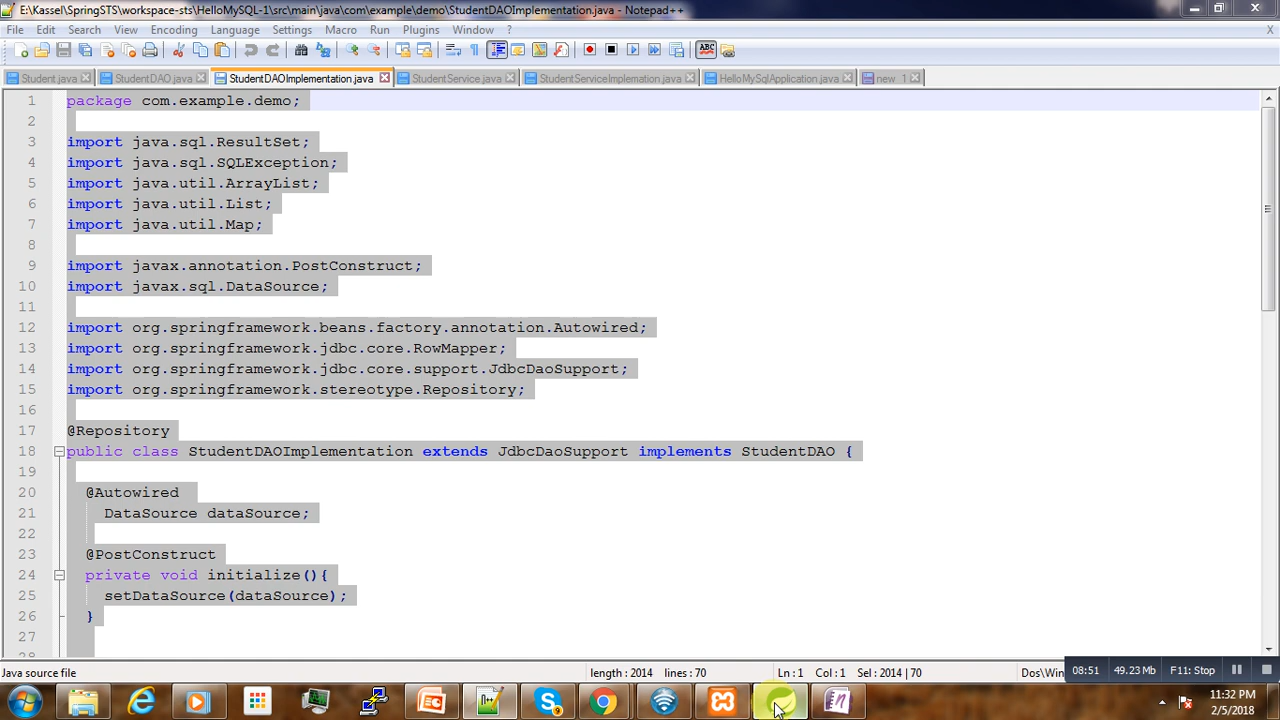 E:\Kassel\SpringSTS\workspace-sts\HelloMySQL-1\src\main\java\com\example\demo\StudentDAOImplementation.java - Notepad++
File Edit Search View Encoding Language Settings Macro Run Plugins Window ? X
ABC
Student.java StudentDAO.java StudentDAOImplementation.java StudentService.java StudentServiceImplemation.java HelloMySqlApplication.java new 1
1 package com.example.demo;
2
3 import java.sql.ResultSet;
4 import java.sql.SQLException;
5 import java.util.ArrayList;
6 import java.util.List;
7 import java.util.Map;
8
9 import javax.annotation.PostConstruct;
10 import javax.sql.DataSource;
11
12 import org.springframework.beans.factory.annotation.Autowired;
13 import org.springframework.jdbc.core.RowMapper;
14 import org.springframework.jdbc.core.support.JdbcDaoSupport;
15 import org.springframework.stereotype.Repository;
16
17 @Repository
18 public class StudentDAOImplementation extends JdbcDaoSupport implements StudentDAO {
19
20 @Autowired
21 DataSource dataSource;
22
23 @PostConstruct
24 private void initialize(){
25 setDataSource(dataSource);
26 }
27
28
Java source file length : 2014 lines : 70 Ln : 1 Col : 1 Sel : 2014 | 70 Dos\Win
08:51 49.23 Mb F11: Stop
11:32 PM
2/5/2018